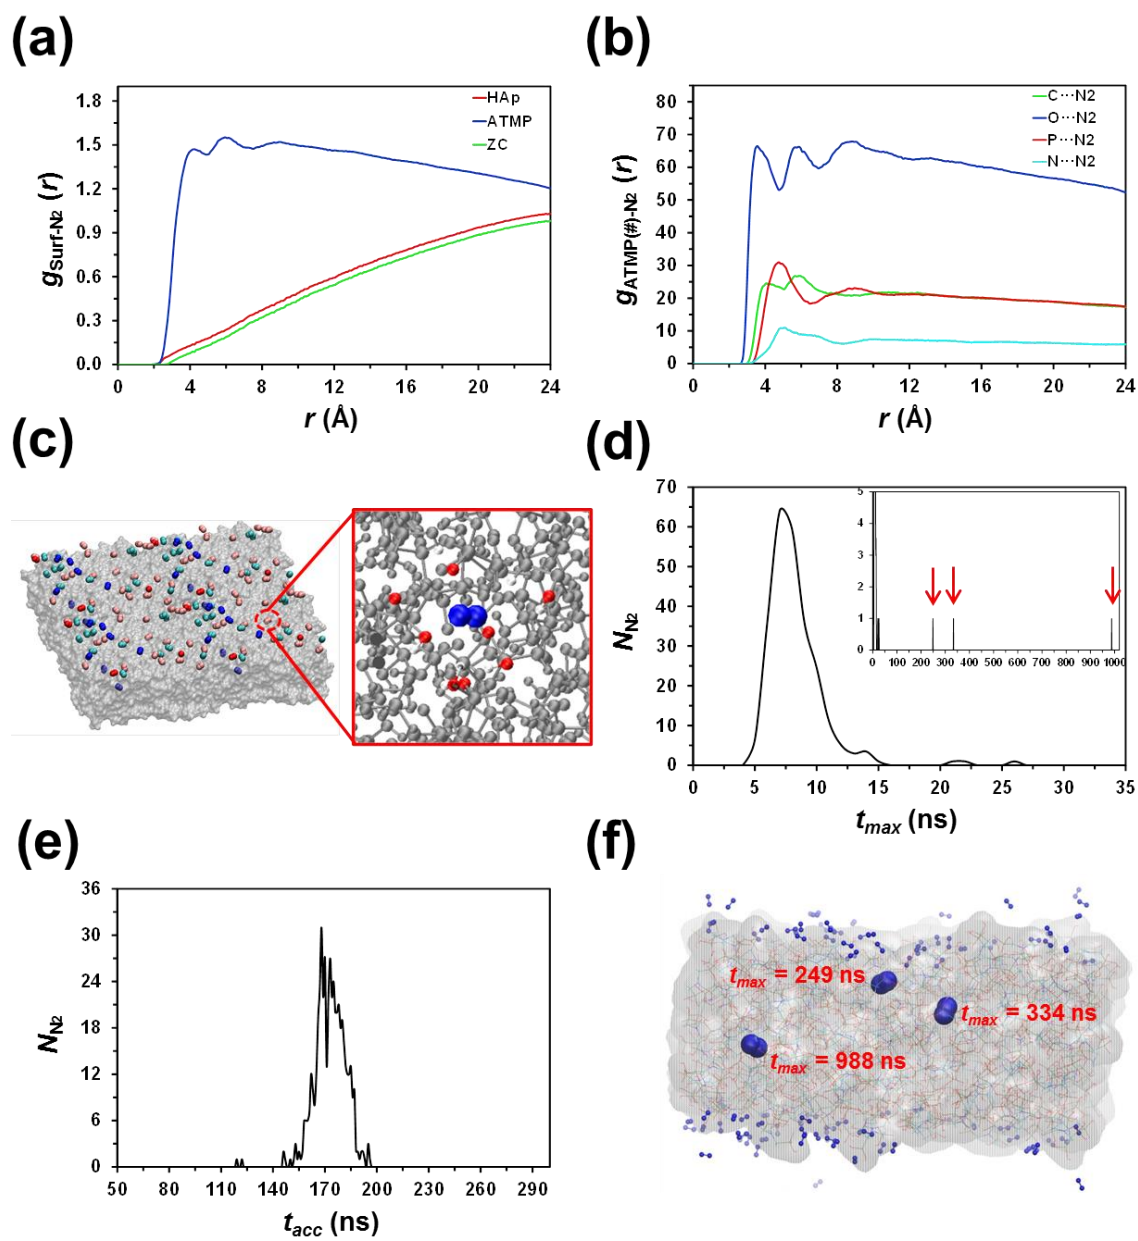 (a)
1.8
1.5
1.2
0.9
0.6
0.3
0.0
gSurf-N2 (r)
HAp
ATMP
ZC
0 4 8 12 16 20 24
r (Å)
(b)
80
70
60
50
40
30
20
10
0
gATMP(#)-N2 (r)
C···N2
O···N2
P···N2
N···N2
0 4 8 12 16 20 24
r (Å)
(c)
(d)
70
60
50
40
30
20
10
0
NN2
5
4
3
2
1
0
0 100 200 300 400 500 600 700 800 900 1000
0 5 10 15 20 25 30 35
tmax (ns)
(e)
36
30
24
18
12
6
0
NN2
50 80 110 140 170 200 230 260 290
tacc (ns)
(f)
tmax = 249 ns
tmax = 334 ns
tmax = 988 ns